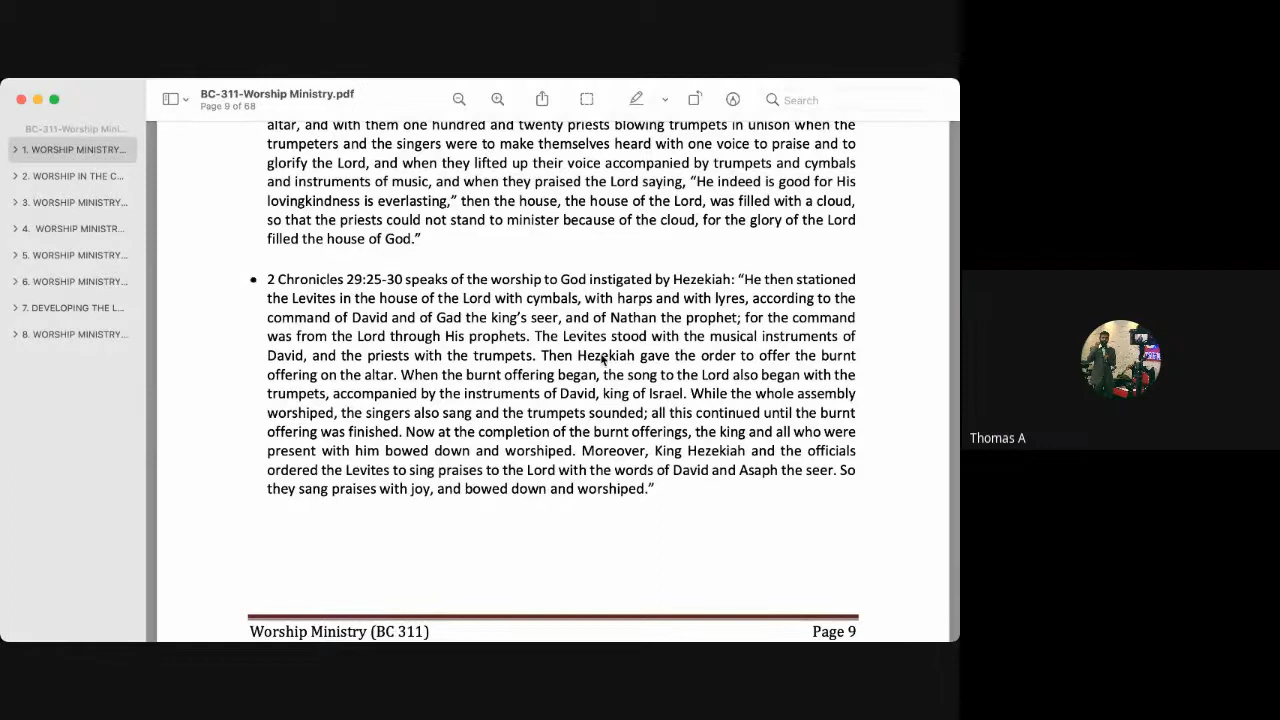 BC-311-Worship Ministry.pdf
Page 9 of 68
Search
BC-311-Worship Mini...
1. WORSHIP MINISTRY...
2. WORSHIP IN THE C...
3. WORSHIP MINISTRY...
4. WORSHIP MINISTR...
5. WORSHIP MINISTRY...
6. WORSHIP MINISTRY...
7. DEVELOPING THE L...
8. WORSHIP MINISTRY...
altar, and with them one hundred and twenty priests blowing trumpets in unison when the
trumpeters and the singers were to make themselves heard with one voice to praise and to
glorify the Lord, and when they lifted up their voice accompanied by trumpets and cymbals
and instruments of music, and when they praised the Lord saying, “He indeed is good for His
lovingkindness is everlasting,” then the house, the house of the Lord, was filled with a cloud,
so that the priests could not stand to minister because of the cloud, for the glory of the Lord
filled the house of God.”
• 2 Chronicles 29:25-30 speaks of the worship to God instigated by Hezekiah: “He then stationed
the Levites in the house of the Lord with cymbals, with harps and with lyres, according to the
command of David and of Gad the king’s seer, and of Nathan the prophet; for the command
was from the Lord through His prophets. The Levites stood with the musical instruments of
David, and the priests with the trumpets. Then Hezekiah gave the order to offer the burnt
offering on the altar. When the burnt offering began, the song to the Lord also began with the
trumpets, accompanied by the instruments of David, king of Israel. While the whole assembly
worshiped, the singers also sang and the trumpets sounded; all this continued until the burnt
offering was finished. Now at the completion of the burnt offerings, the king and all who were
present with him bowed down and worshiped. Moreover, King Hezekiah and the officials
ordered the Levites to sing praises to the Lord with the words of David and Asaph the seer. So
they sang praises with joy, and bowed down and worshiped.”
Worship Ministry (BC 311) Page 9
Thomas A